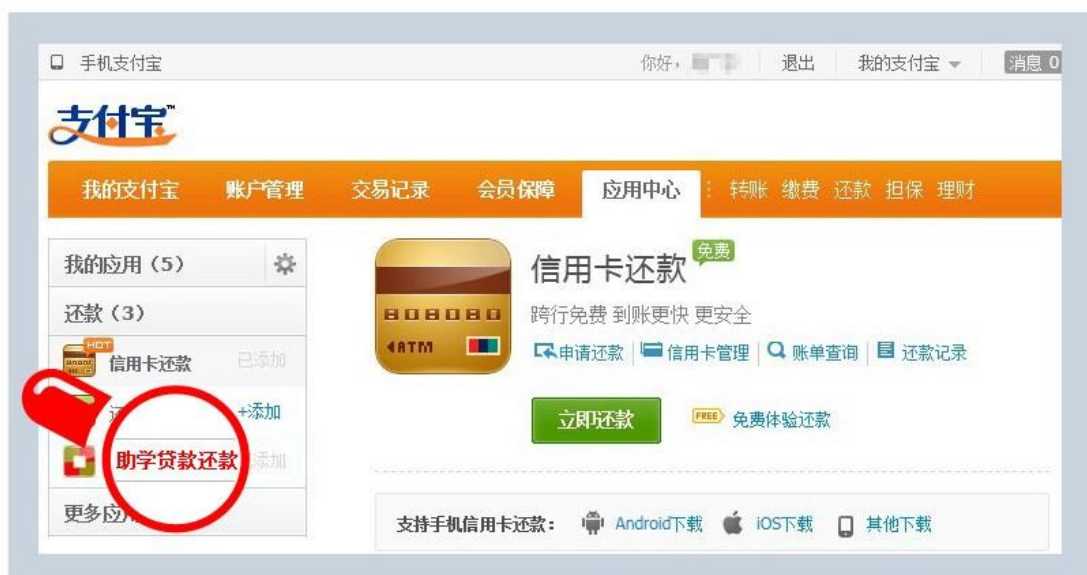 手机支付宝 你好， 退出 我的支付宝 消息 0
支付宝™
我的支付宝 账户管理 交易记录 会员保障 应用中心 转账 缴费 还款 担保 理财
我的应用（5）
还款（3）
HOT
信用卡还款 已添加
+添加
助学贷款还款 添加
更多应
信用卡还款 免费
跨行免费 到账更快 更安全
ATM
申请还款 信用卡管理 账单查询 还款记录
立即还款 FREE 免费体验还款
支持手机信用卡还款： Android下载 iOS下载 其他下载